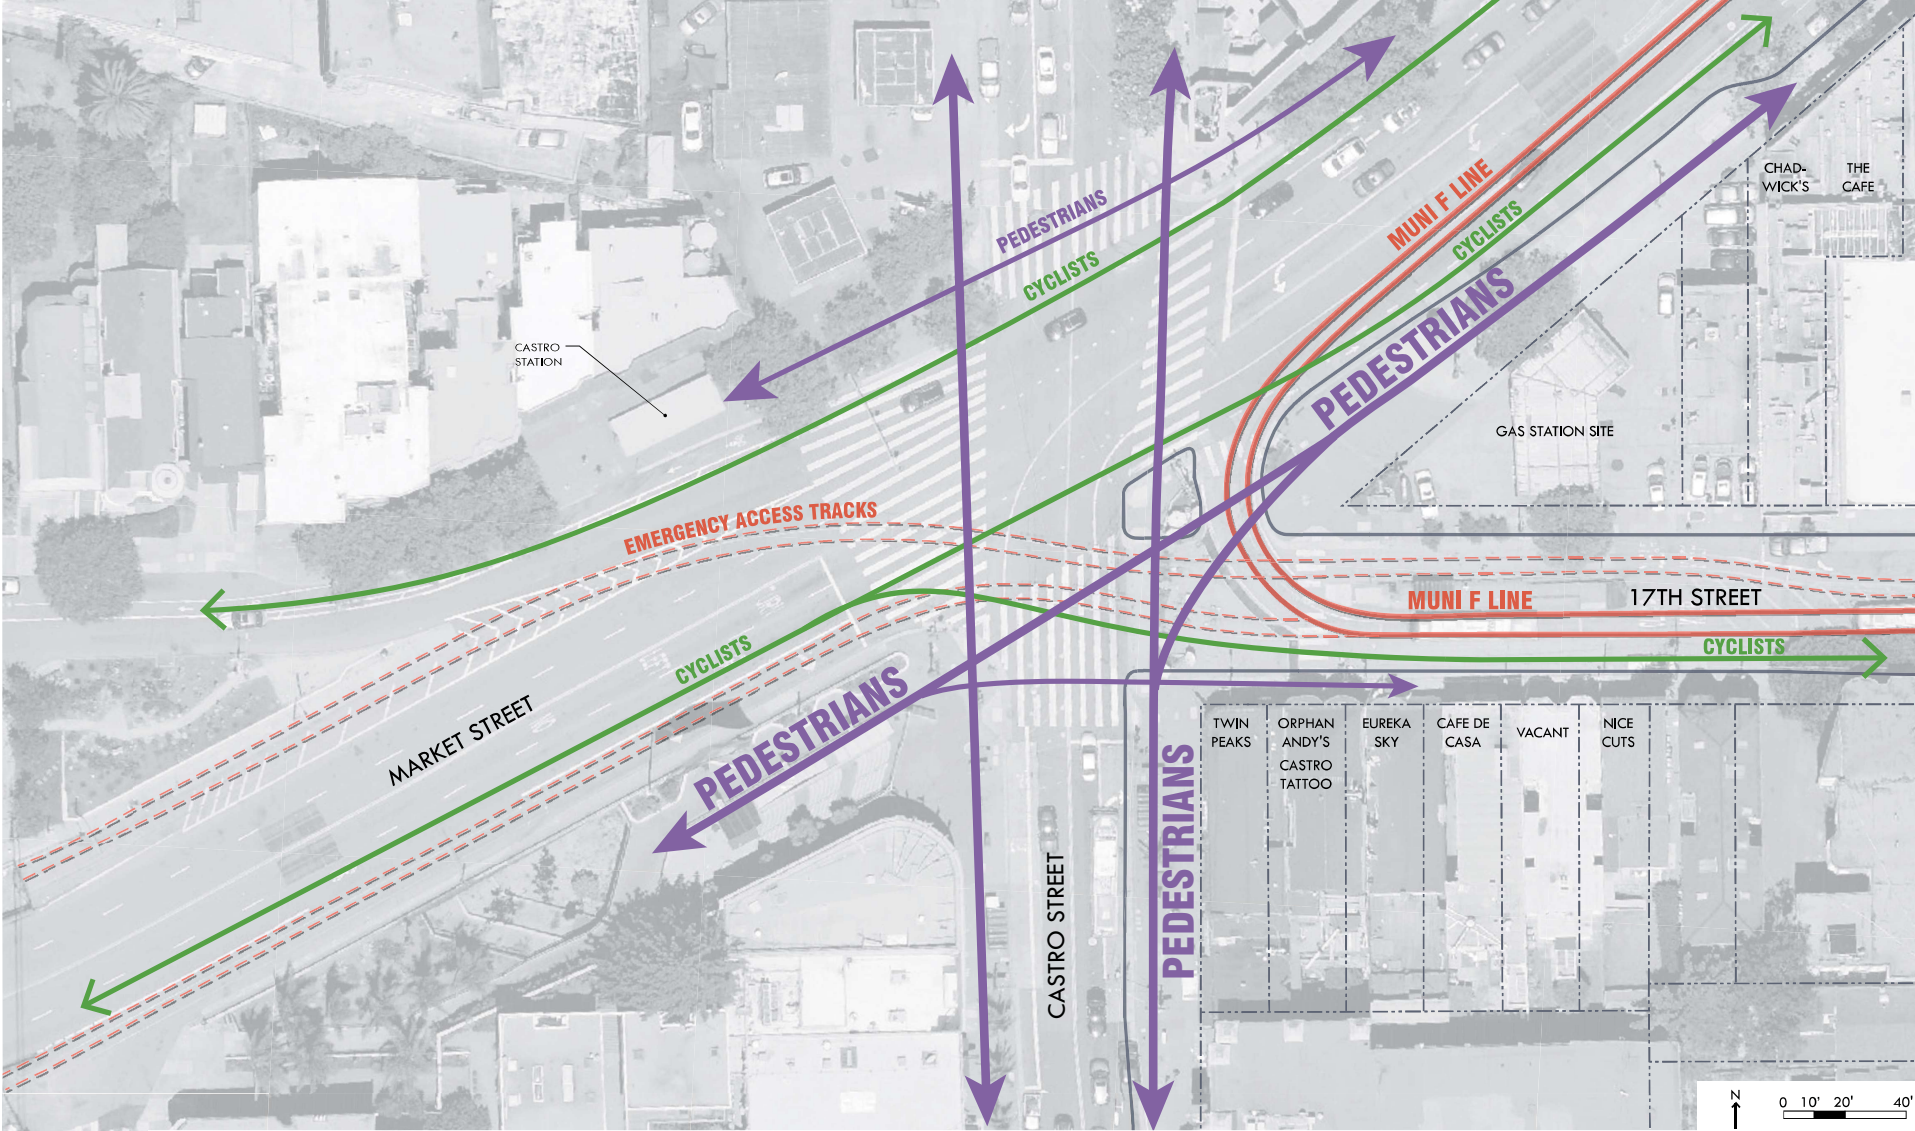 CHAD-
WICK'S
THE
CAFE
MUNI F LINE
PEDESTRIANS
CYCLISTS
CYCLISTS
PEDESTRIANS
CASTRO
STATION
GAS STATION SITE
EMERGENCY ACCESS TRACKS
MUNI F LINE
17TH STREET
CYCLISTS
CYCLISTS
MARKET STREET
PEDESTRIANS
TWIN
PEAKS
ORPHAN
ANDY'S
CASTRO
TATTOO
EUREKA
SKY
CAFE DE
CASA
VACANT
NICE
CUTS
PEDESTRIANS
CASTRO STREET
N
0 10' 20' 40'